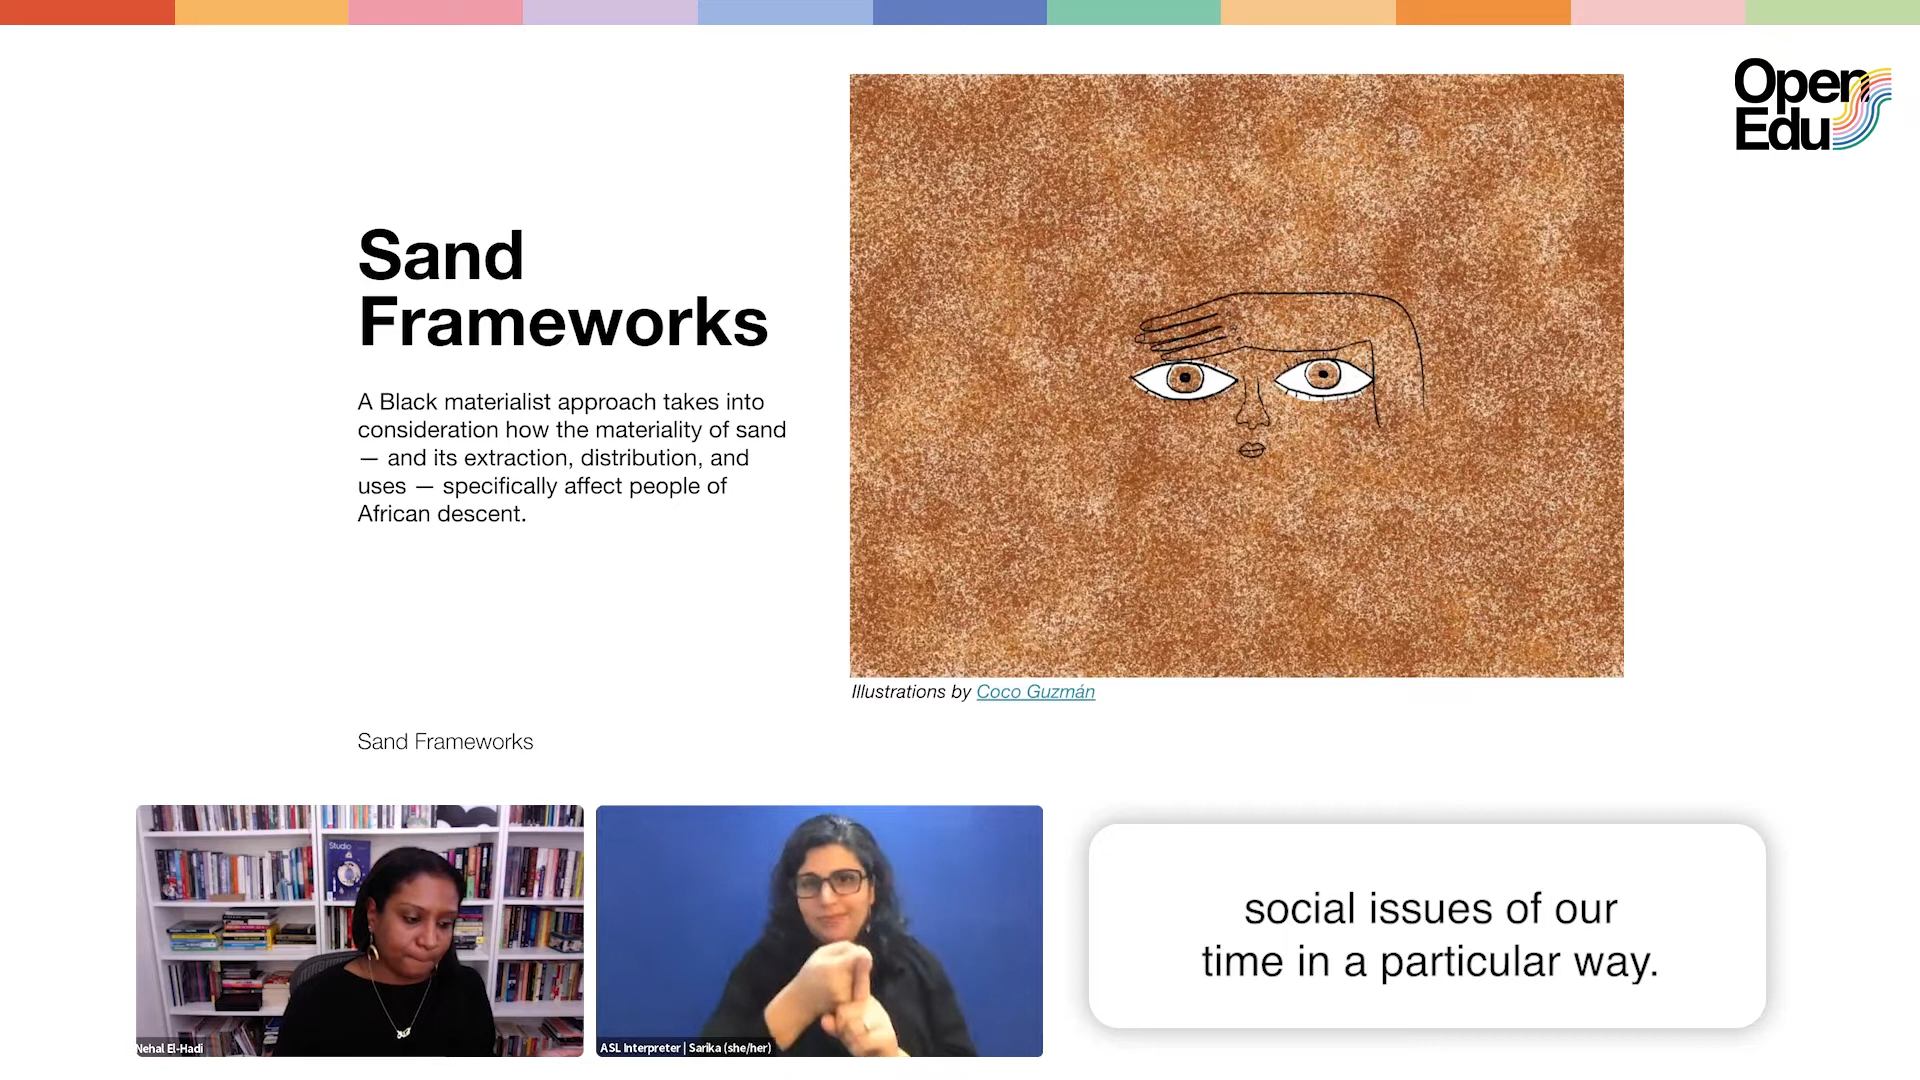 Open
Edu
Sand
Frameworks
A Black materialist approach takes into
consideration how the materiality of sand
— and its extraction, distribution, and
uses — specifically affect people of
African descent.
Illustrations by Coco Guzmán
Sand Frameworks
Studio
Nehal El-Hadi
ASL Interpreter | Sarika (she/her)
social issues of our
time in a particular way.